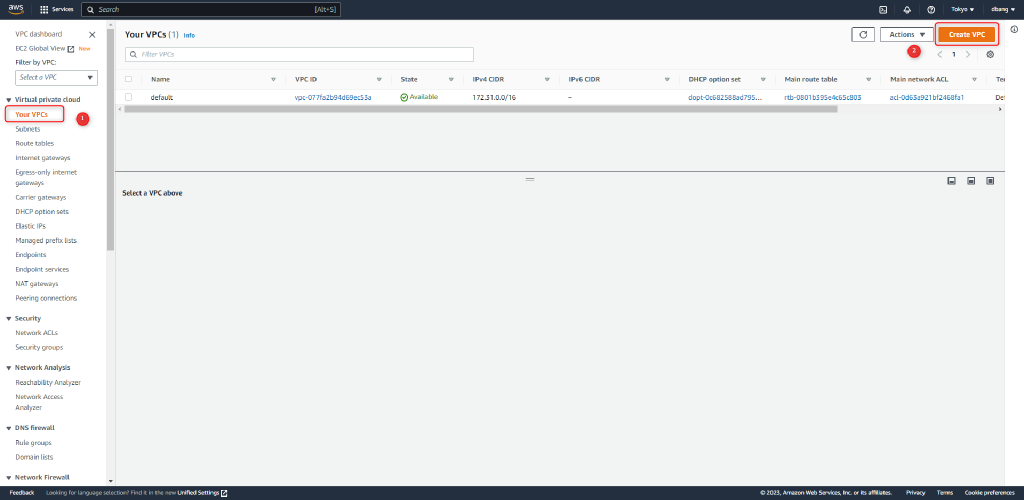 aws
Services
Search
[Alt+S]
Tokyo
dbang
VPC dashboard
EC2 Global View New
Filter by VPC:
Select a VPC
Virtual private cloud
Your VPCs
1
Subnets
Route tables
Internet gateways
Egress-only internet
gateways
Carrier gateways
DHCP option sets
Elastic IPs
Managed prefix lists
Endpoints
Endpoint services
NAT gateways
Peering connections
Security
Network ACLs
Security groups
Network Analysis
Reachability Analyzer
Network Access
Analyzer
DNS firewall
Rule groups
Domain lists
Network Firewall
Your VPCs (1) Info
Actions
Create VPC
2
Filter VPCs
1
Name VPC ID State IPv4 CIDR IPv6 CIDR DHCP option set Main route table Main network ACL Ter
default vpc-077fa2b94d69ec53a Available 172.31.0.0/16 – dopt-0c682588ad795... rtb-0801b395e4c65c803 acl-0d63a921bf2468fa1 Def
Select a VPC above
Feedback
Looking for language selection? Find it in the new Unified Settings
© 2023, Amazon Web Services, Inc. or its affiliates.
Privacy
Terms
Cookie preferences